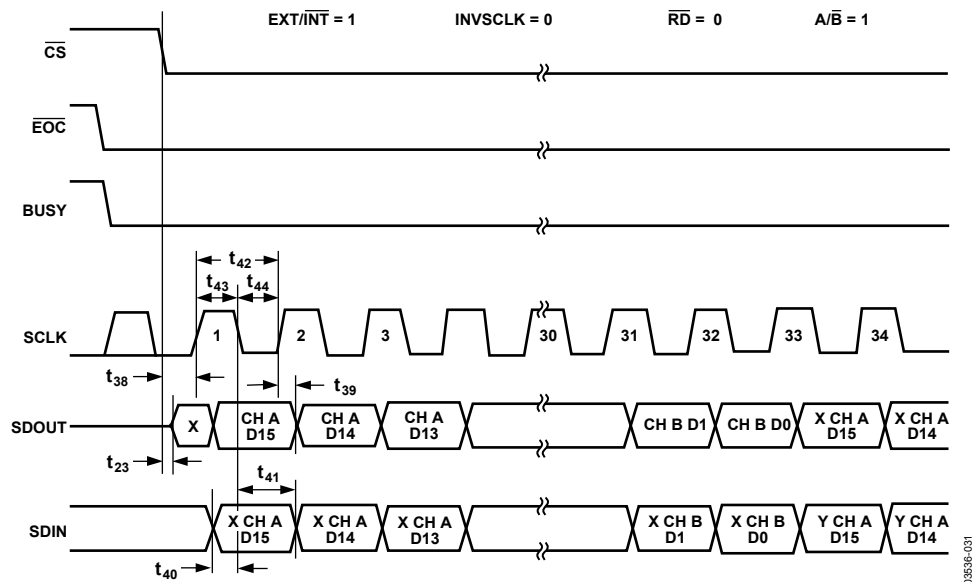 EXT/INT = 1 INVSCLK = 0 RD = 0 A/B = 1
CS
EOC
BUSY
t42
t43 t44
SCLK 1 2 3 30 31 32 33 34
t38
t39
SDOUT X CH A D15 CH A D14 CH A D13 CH B D1 CH B D0 X CH A D15 X CH A D14
t23
t41
SDIN X CH A D15 X CH A D14 X CH A D13 X CH B D1 X CH B D0 Y CH A D15 Y CH A D14
t40
03536-031